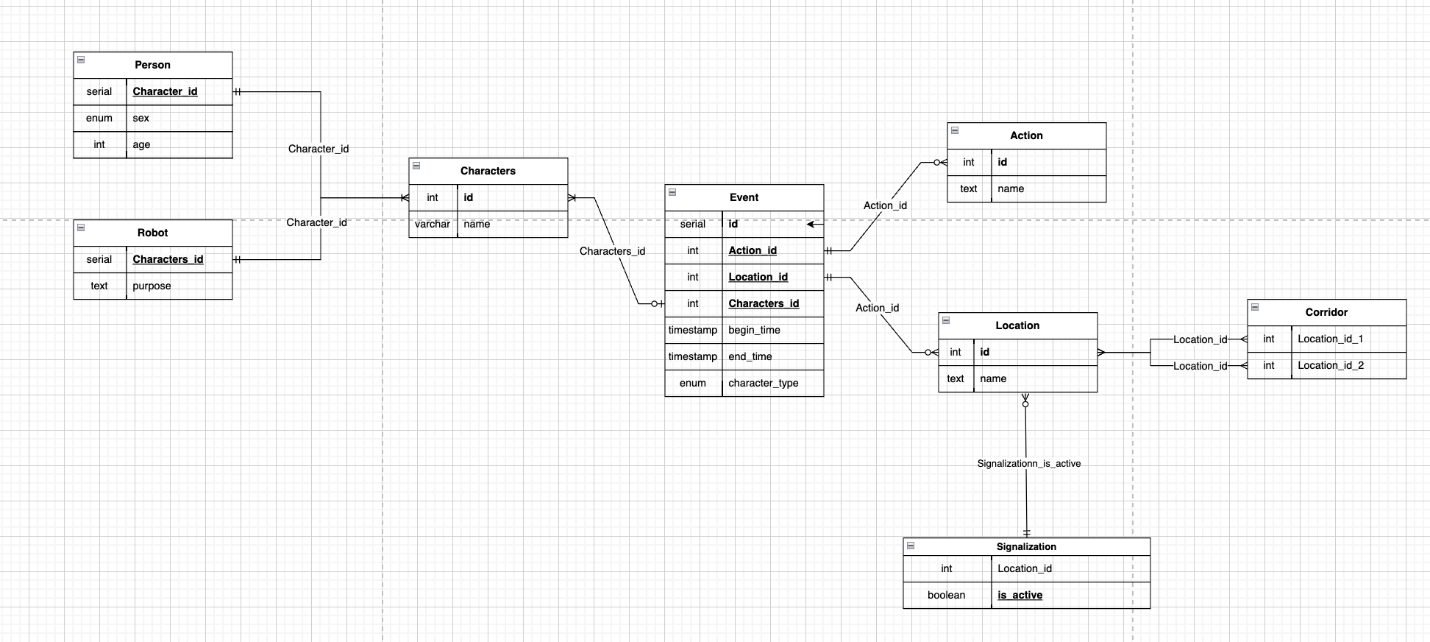 Person
serial Character_id
enum sex
int age
Character_id
Robot
serial Characters_id
text purpose
Character_id
Characters
int id
varchar name
Characters_id
Event
serial id
int Action_id
int Location_id
int Characters_id
timestamp begin_time
timestamp end_time
enum character_type
Action_id
Action
int id
text name
Action_id
Location
int id
text name
Location_id
Location_id
Corridor
int Location_id_1
int Location_id_2
Signalizationn_is_active
Signalization
int Location_id
boolean is_active